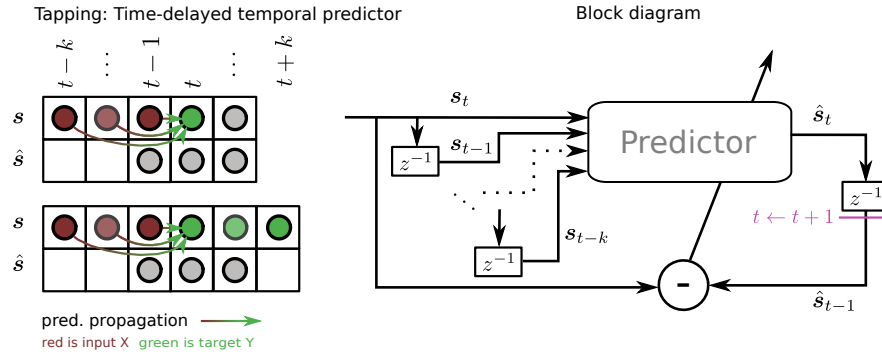 Tapping: Time-delayed temporal predictor
t − k
...
t − 1
t
...
t + k
s
ŝ
s
ŝ
pred. propagation
red is input X green is target Y
Block diagram
s_t
z⁻¹
s_{t−1}
z⁻¹
s_{t−k}
Predictor
ŝ_t
z⁻¹
t ← t + 1
-
ŝ_{t−1}